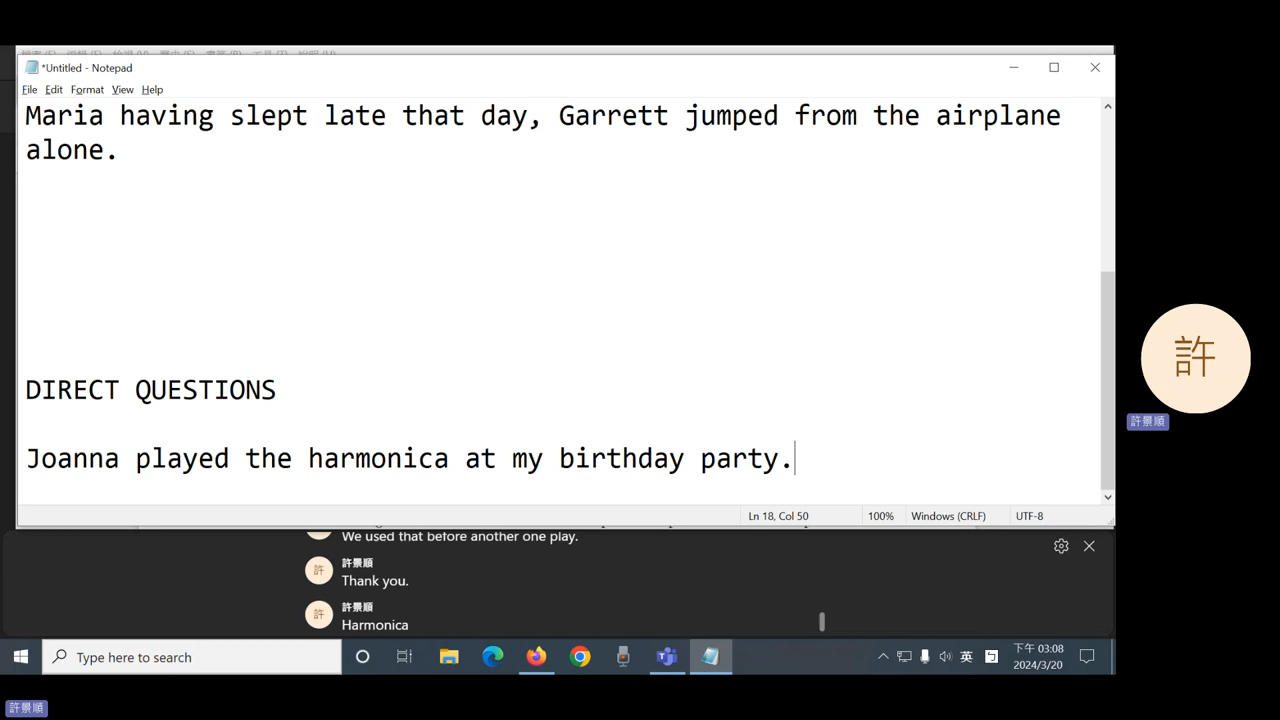 *Untitled - Notepad
File Edit Format View Help
Maria having slept late that day, Garrett jumped from the airplane
alone.
DIRECT QUESTIONS
Joanna played the harmonica at my birthday party.
Ln 18, Col 50 100% Windows (CRLF) UTF-8
We used that before another one play.
許 許景順
Thank you.
許 許景順
Harmonica
許
許景順
Type here to search
英
下午 03:08
2024/3/20
許景順